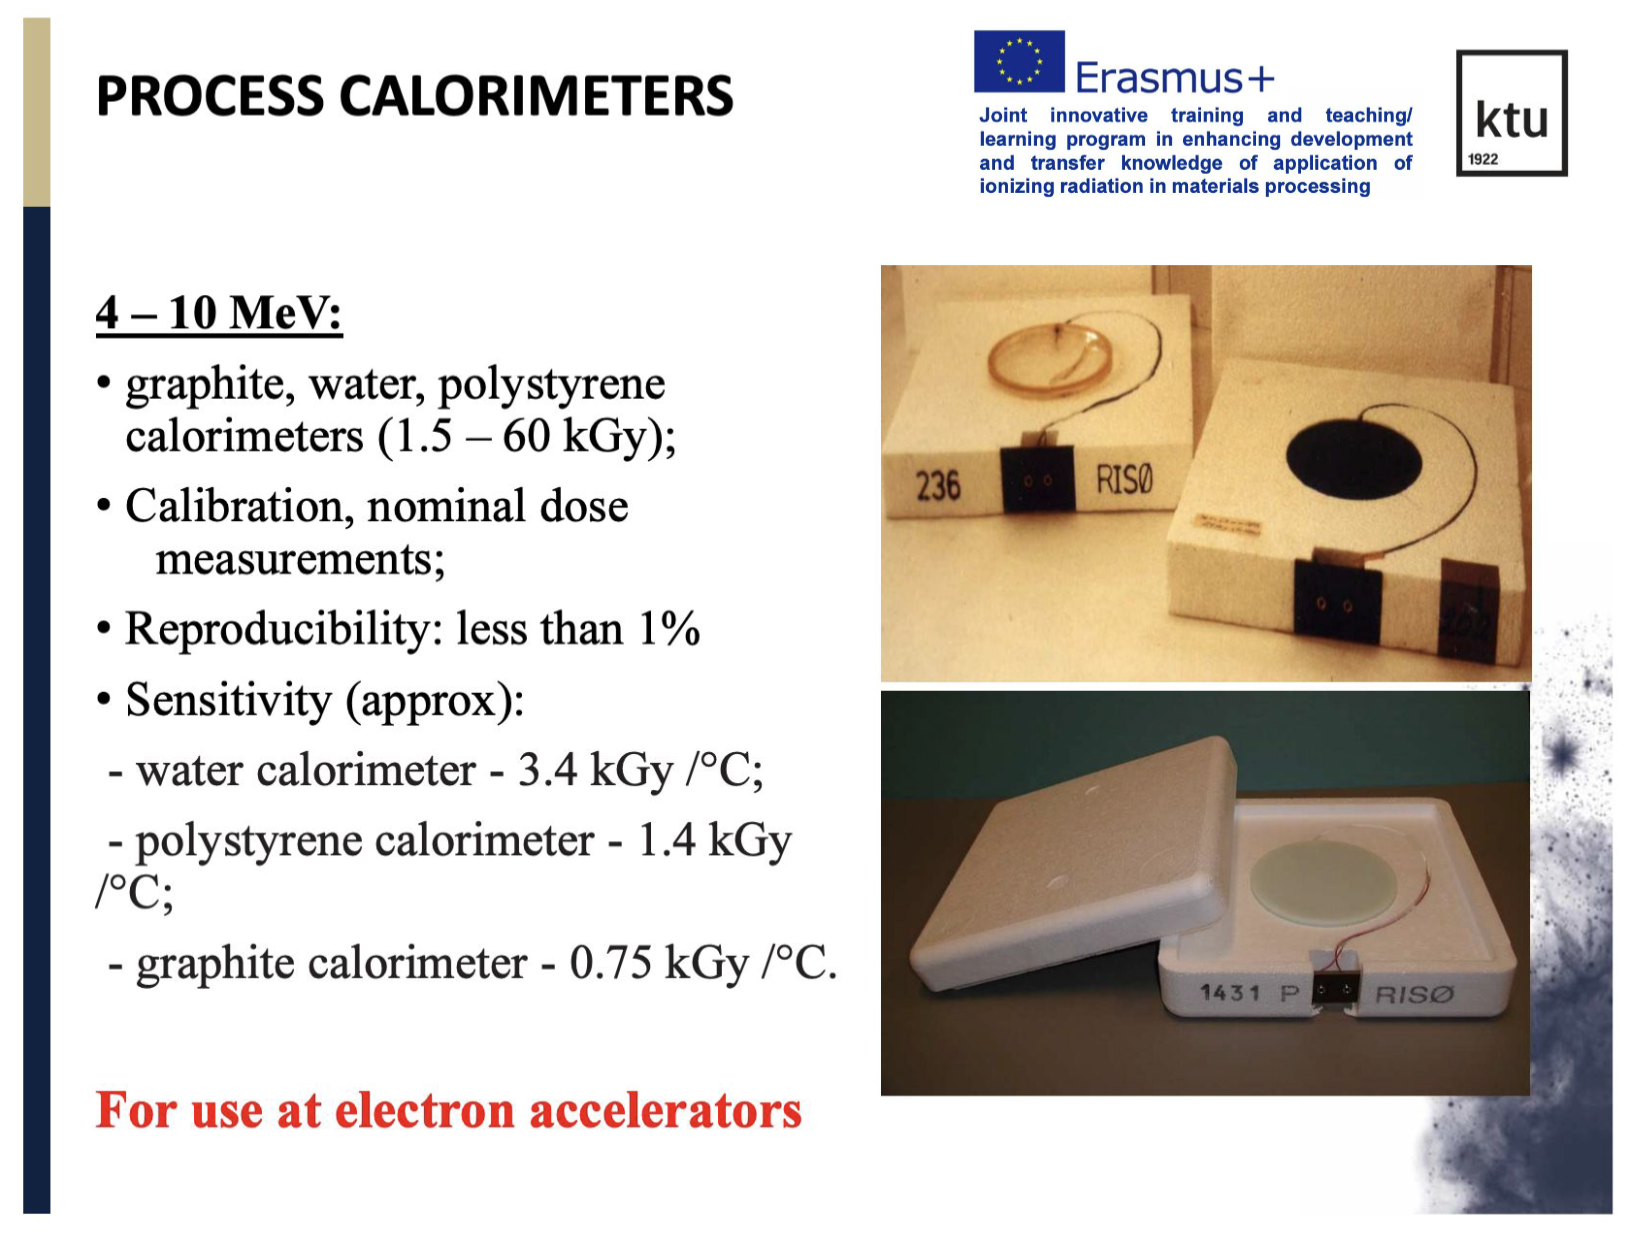 PROCESS CALORIMETERS
Erasmus+
Joint innovative training and teaching/
learning program in enhancing development
and transfer knowledge of application of
ionizing radiation in materials processing
ktu
1922
4 – 10 MeV:
• graphite, water, polystyrene
calorimeters (1.5 – 60 kGy);
• Calibration, nominal dose
measurements;
• Reproducibility: less than 1%
• Sensitivity (approx):
- water calorimeter - 3.4 kGy /°C;
- polystyrene calorimeter - 1.4 kGy
/°C;
- graphite calorimeter - 0.75 kGy /°C.
For use at electron accelerators
236 RISØ
1431 P RISØ